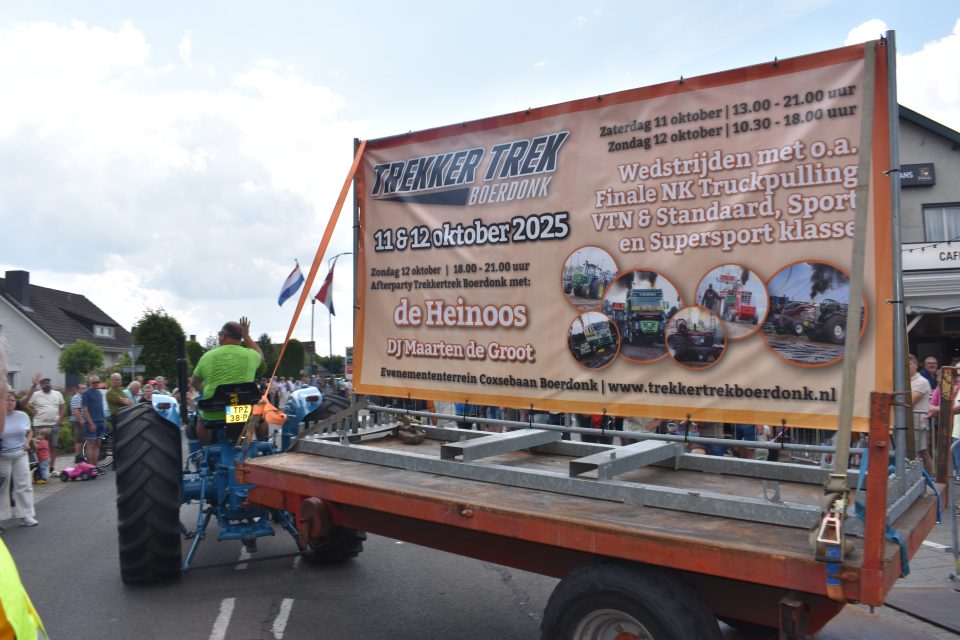 TREKKER TREK
BOERDONK
11 & 12 oktober 2025
Zondag 12 oktober | 18.00 - 21.00 uur
Afterparty Trekkertrek Boerdonk met:
de Heinoos
DJ Maarten de Groot
Zaterdag 11 oktober | 13.00 - 21.00 uur
Zondag 12 oktober | 10.30 - 18.00 uur
Wedstrijden met o.a.
Finale NK Truckpulling
VTN & Standaard, Sport
en Supersport klasse
Evenemententerrein Coxsebaan Boerdonk | www.trekkertrekboerdonk.nl
TPZ
38-P
CAFE